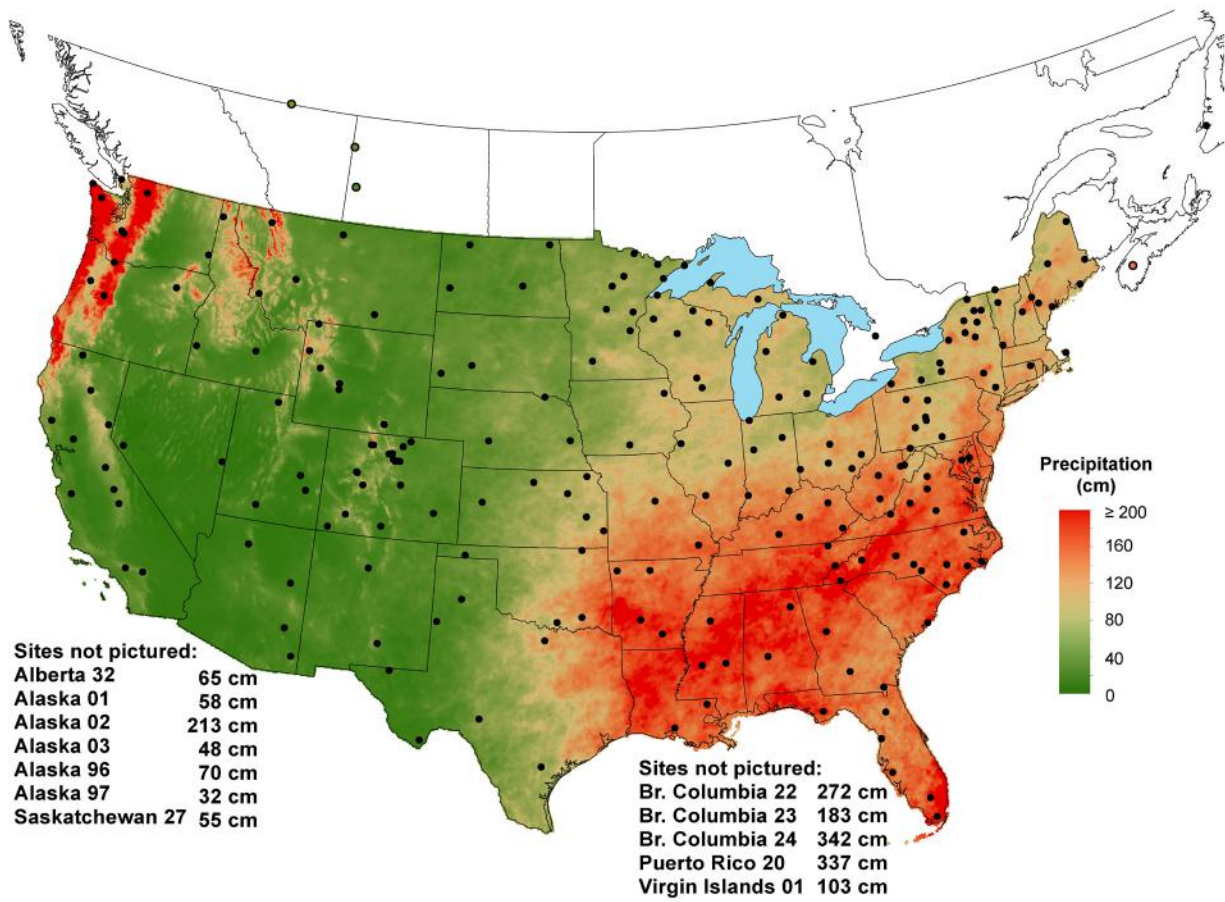 Precipitation
(cm)
≥ 200
160
120
80
40
0
Sites not pictured:
Alberta 32 65 cm
Alaska 01 58 cm
Alaska 02 213 cm
Alaska 03 48 cm
Alaska 96 70 cm
Alaska 97 32 cm
Saskatchewan 27 55 cm
Sites not pictured:
Br. Columbia 22 272 cm
Br. Columbia 23 183 cm
Br. Columbia 24 342 cm
Puerto Rico 20 337 cm
Virgin Islands 01 103 cm